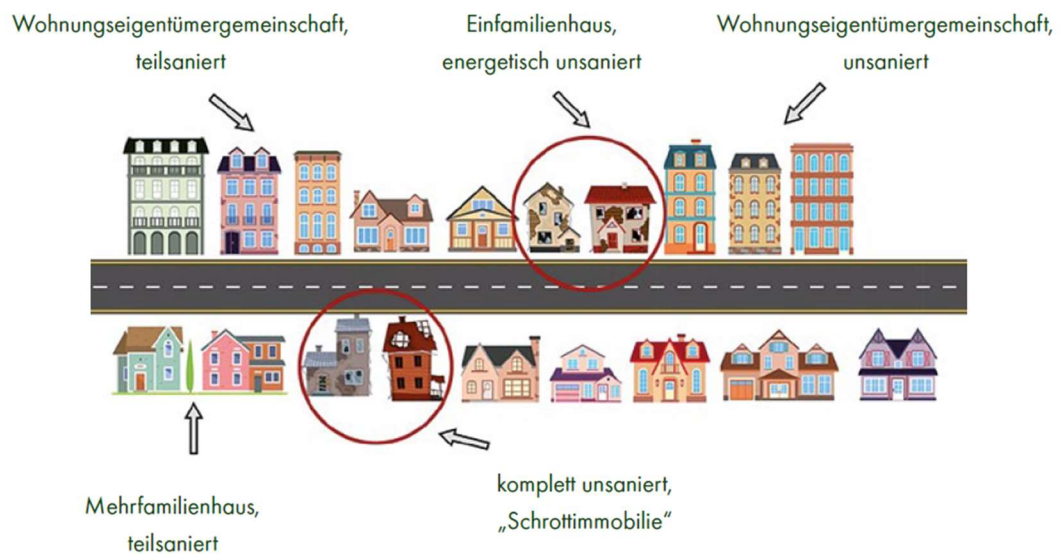 Wohnungseigentümergemeinschaft,
teilsaniert
Einfamilienhaus,
energetisch unsaniert
Wohnungseigentümergemeinschaft,
unsaniert
Mehrfamilienhaus,
teilsaniert
komplett unsaniert,
„Schrottimmobilie“